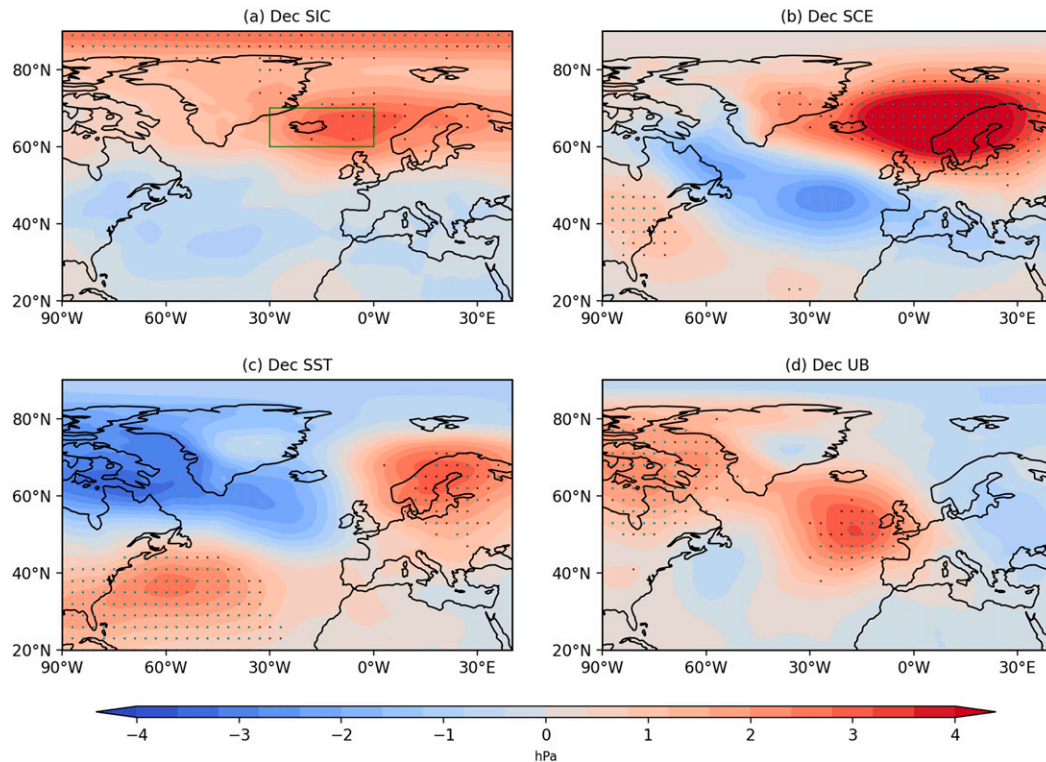 (a) Dec SIC
(b) Dec SCE
80°N
60°N
40°N
20°N
90°W
60°W
30°W
0°W
30°E
80°N
60°N
40°N
20°N
90°W
60°W
30°W
0°W
30°E
(c) Dec SST
(d) Dec UB
80°N
60°N
40°N
20°N
90°W
60°W
30°W
0°W
30°E
80°N
60°N
40°N
20°N
90°W
60°W
30°W
0°W
30°E
−4
−3
−2
−1
0
1
2
3
4
hPa